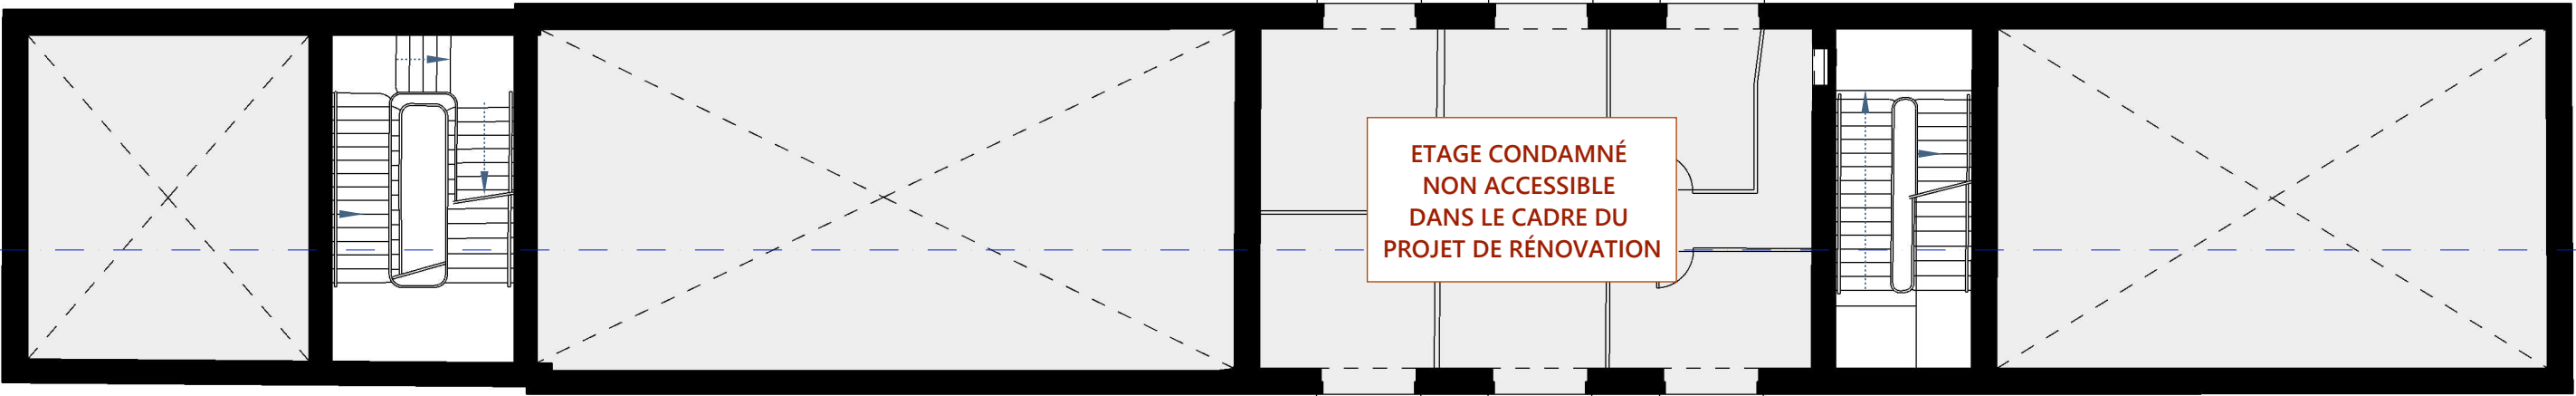 ETAGE CONDAMNÉ
NON ACCESSIBLE
DANS LE CADRE DU
PROJET DE RÉNOVATION